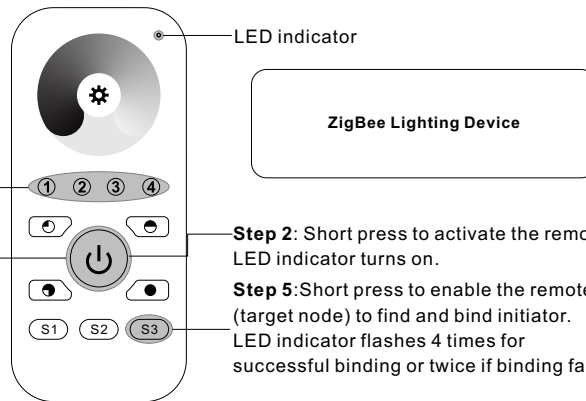 LED indicator
ZigBee Lighting Device
1 2 3 4
Step 2: Short press to activate the remo
LED indicator turns on.
Step 5:Short press to enable the remote
(target node) to find and bind initiator.
S1 S2 S3
LED indicator flashes 4 times for
successful binding or twice if binding fa